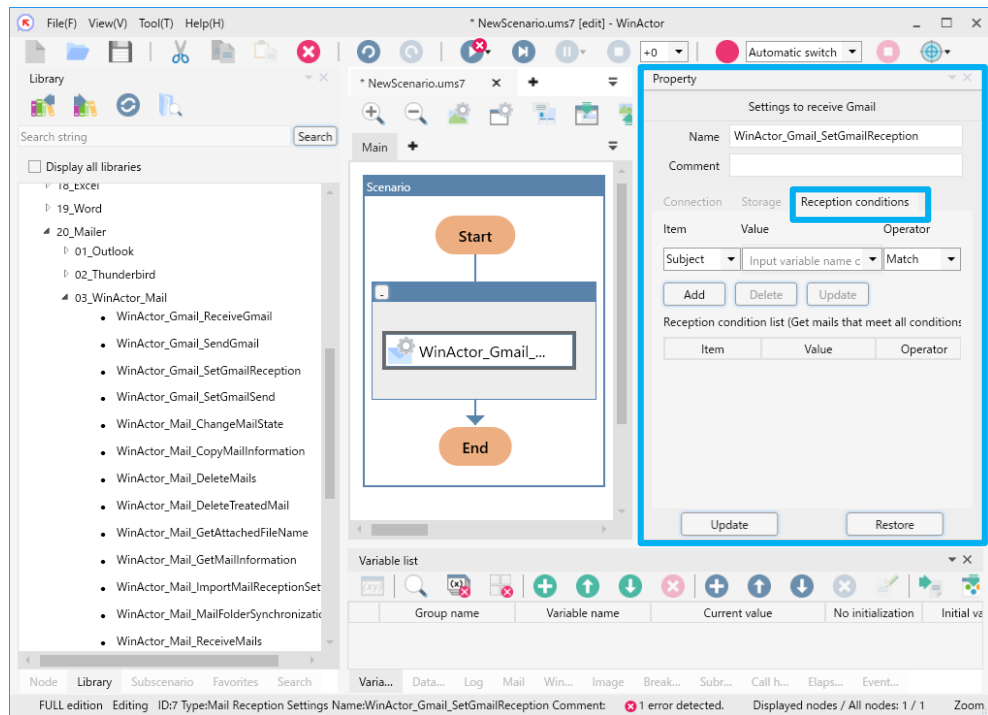 File(F) View(V) Tool(T) Help(H) * NewScenario.ums7 [edit] - WinActor
+0 Automatic switch
Library
Search string Search
Display all libraries
18_Excel
19_Word
20_Mailer
01_Outlook
02_Thunderbird
03_WinActor_Mail
WinActor_Gmail_ReceiveGmail
WinActor_Gmail_SendGmail
WinActor_Gmail_SetGmailReception
WinActor_Gmail_SetGmailSend
WinActor_Mail_ChangeMailState
WinActor_Mail_CopyMailInformation
WinActor_Mail_DeleteMails
WinActor_Mail_DeleteTreatedMail
WinActor_Mail_GetAttachedFileName
WinActor_Mail_GetMailInformation
WinActor_Mail_ImportMailReceptionSet
WinActor_Mail_MailFolderSynchronizatio
WinActor_Mail_ReceiveMails
Node Library Subscenario Favorites Search
* NewScenario.ums7
Main
Scenario
Start
WinActor_Gmail_...
End
Property
Settings to receive Gmail
Name WinActor_Gmail_SetGmailReception
Comment
Connection Storage Reception conditions
Item Value Operator
Subject Input variable name c Match
Add Delete Update
Reception condition list (Get mails that meet all conditions
Item Value Operator
Update Restore
Variable list
(xy) (x)
Group name Variable name Current value No initialization Initial va
Varia... Data... Log Mail Win... Image Break... Subr... Call h... Elaps... Event...
FULL edition Editing ID:7 Type:Mail Reception Settings Name:WinActor_Gmail_SetGmailReception Comment: 1 error detected. Displayed nodes / All nodes: 1 / 1 Zoom